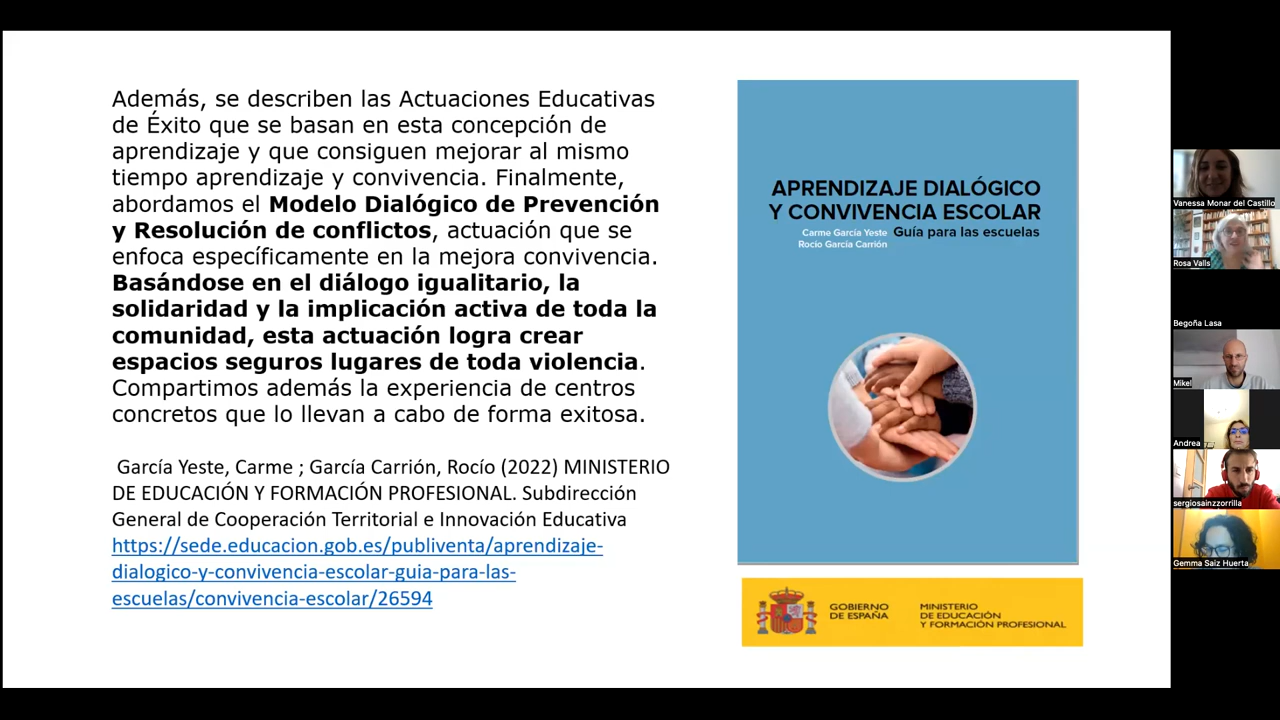 Además, se describen las Actuaciones Educativas
de Éxito que se basan en esta concepción de
aprendizaje y que consiguen mejorar al mismo
tiempo aprendizaje y convivencia. Finalmente,
abordamos el Modelo Dialógico de Prevención
y Resolución de conflictos, actuación que se
enfoca específicamente en la mejora convivencia.
Basándose en el diálogo igualitario, la
solidaridad y la implicación activa de toda la
comunidad, esta actuación logra crear
espacios seguros lugares de toda violencia.
Compartimos además la experiencia de centros
concretos que lo llevan a cabo de forma exitosa.
García Yeste, Carme ; García Carrión, Rocío (2022) MINISTERIO
DE EDUCACIÓN Y FORMACIÓN PROFESIONAL. Subdirección
General de Cooperación Territorial e Innovación Educativa
https://sede.educacion.gob.es/publiventa/aprendizaje-
dialogico-y-convivencia-escolar-guia-para-las-
escuelas/convivencia-escolar/26594
APRENDIZAJE DIALÓGICO
Y CONVIVENCIA ESCOLAR
Carme García Yeste
Rocío García Carrión
Guía para las escuelas
GOBIERNO
DE ESPAÑA
MINISTERIO
DE EDUCACIÓN
Y FORMACIÓN PROFESIONAL
Vanessa Monar del Castillo
Rosa Valls
Begoña Lasa
Mikel
Andrea
sergiosainzzorrilla
Gemma Saiz Huerta